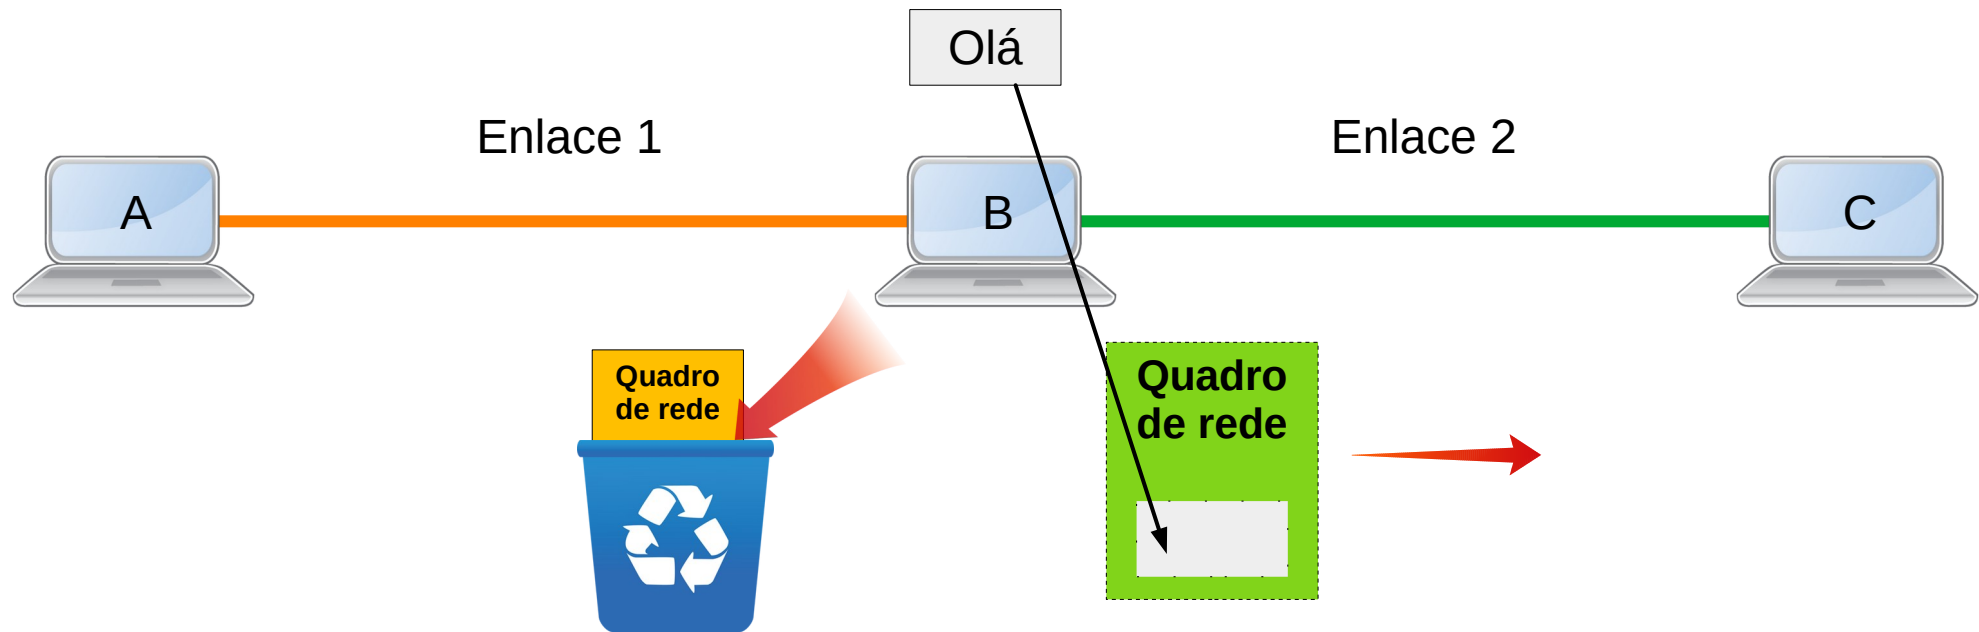 Olá
Enlace 1
Enlace 2
A
B
C
Quadro
de rede
Quadro
de rede